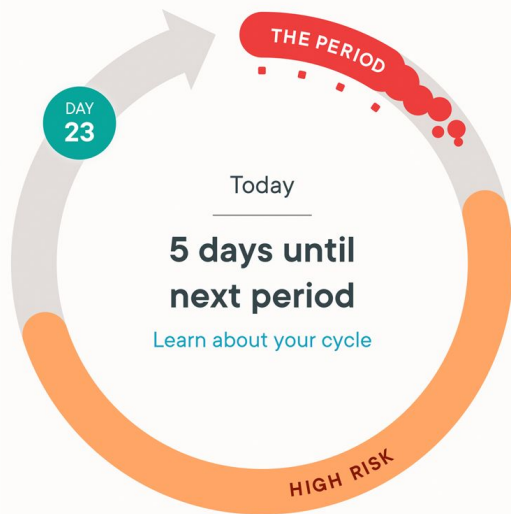 THE PERIOD
DAY
23
Today
5 days until
next period
Learn about your cycle
HIGH RISK